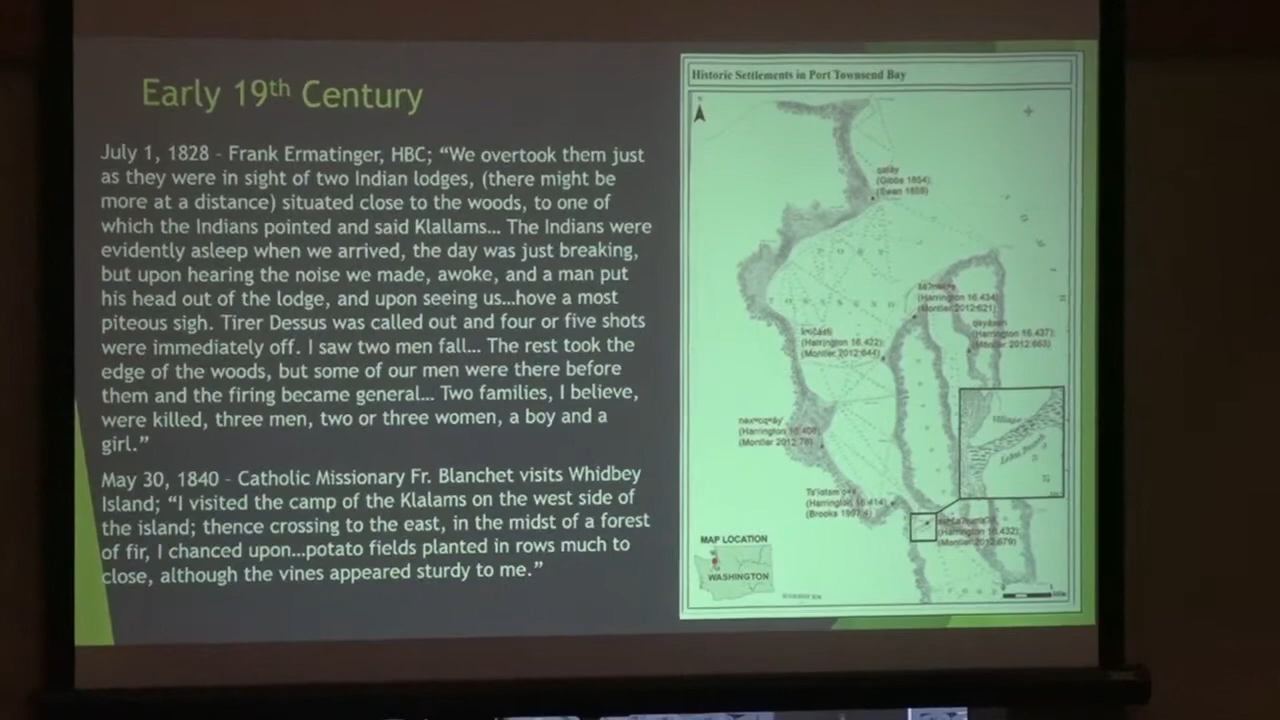 Early 19th Century
July 1, 1828 - Frank Ermatinger, HBC; “We overtook them just
as they were in sight of two Indian lodges, (there might be
more at a distance) situated close to the woods, to one of
which the Indians pointed and said Klallams... The Indians were
evidently asleep when we arrived, the day was just breaking,
but upon hearing the noise we made, awoke, and a man put
his head out of the lodge, and upon seeing us...hove a most
piteous sigh. Tirer Dessus was called out and four or five shots
were immediately off. I saw two men fall... The rest took the
edge of the woods, but some of our men were there before
them and the firing became general... Two families, I believe,
were killed, three men, two or three women, a boy and a
girl.”
May 30, 1840 - Catholic Missionary Fr. Blanchet visits Whidbey
Island; “I visited the camp of the Klalams on the west side of
the island; thence crossing to the east, in the midst of a forest
of fir, I chanced upon...potato fields planted in rows much to
close, although the vines appeared sturdy to me.”
Historic Settlements in Port Townsend Bay
qatáy
(Gibbs 1854)
(Swan 1859)
PORT
TOWNSEND
(Harrington 16.434)
(Montler 2012:621)
(Harrington 16.437)
(Montler 2012:663)
(Harrington 16.422)
(Montler 2012:644)
(Harrington 16.408)
(Montler 2012:76)
Village
(Harrington 16.414)
(Brooks 1997:4)
(Harrington 16.432)
(Montler 2012:679)
MAP LOCATION
WASHINGTON